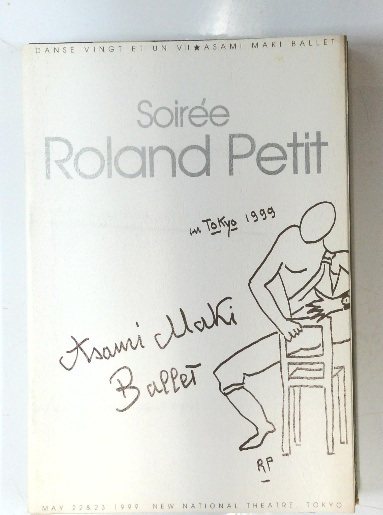 DANSE VINGT ET UN VII★ASAMI MAKI BALLET
Soirée
Roland Petit
in Tokyo 1999
Asami Maki
Ballet
RP
MAY 22&23 1999 NEW NATIONAL THEATRE, TOKYO